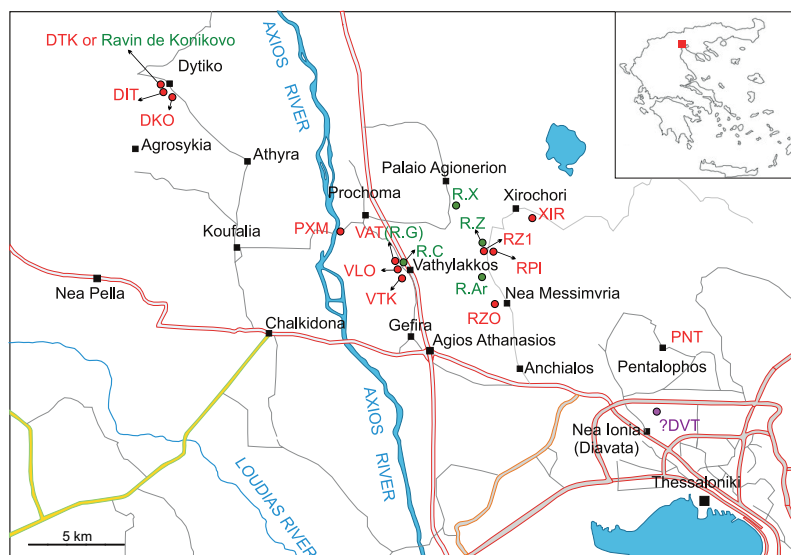 DTK or Ravin de Konikovo
Dytiko
DIT
DKO
Agrosykia
Athyra
AXIOS RIVER
Palaio Agionerion
R.X
Xirochori
XIR
Prochoma
PXM
VAT(R.G)
R.C
R.Z
RZ1
RPI
Koufalia
VLO
Vathylakkos
VTK
R.Ar
Nea Messimvria
RZO
Nea Pella
Chalkidona
Gefira
Agios Athanasios
Anchialos
PNT
Pentalophos
AXIOS RIVER
?DVT
Nea Ionia
(Diavata)
Thessaloniki
LOUDIAS RIVER
5 km